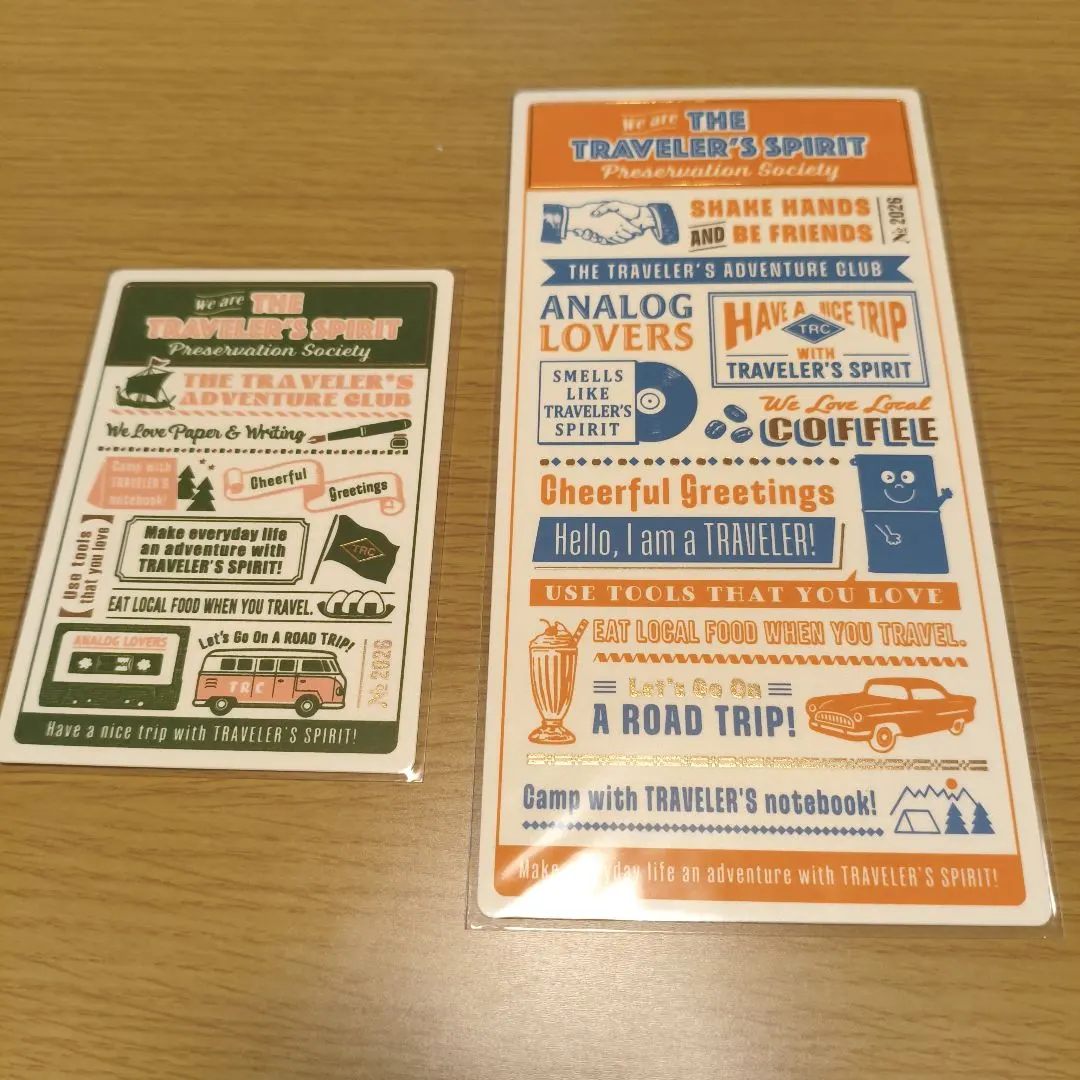 We are THE
TRAVELER'S SPIRIT
Preservation Society
THE TRAVELER'S
ADVENTURE CLUB
We Love Paper & Writing
Camp with
TRAVELER'S
notebook!
Cheerful
Greetings
Use tools
that you love
Make everyday life
an adventure with
TRAVELER'S SPIRIT!
TRC
EAT LOCAL FOOD WHEN YOU TRAVEL.
ANALOG LOVERS
Let's Go On A ROAD TRIP!
TRC
№ 2026
Have a nice trip with TRAVELER'S SPIRIT!
We are THE
TRAVELER'S SPIRIT
Preservation Society
SHAKE HANDS
AND BE FRIENDS
№ 2026
THE TRAVELER'S ADVENTURE CLUB
ANALOG
LOVERS
HAVE A NICE TRIP
TRC
WITH
TRAVELER'S SPIRIT
SMELLS
LIKE
TRAVELER'S
SPIRIT
We Love Local
COFFEE
Cheerful Greetings
Hello, I am a TRAVELER!
USE TOOLS THAT YOU LOVE
EAT LOCAL FOOD WHEN YOU TRAVEL.
Let's Go On
A ROAD TRIP!
Camp with TRAVELER'S notebook!
Make everyday life an adventure with TRAVELER'S SPIRIT!